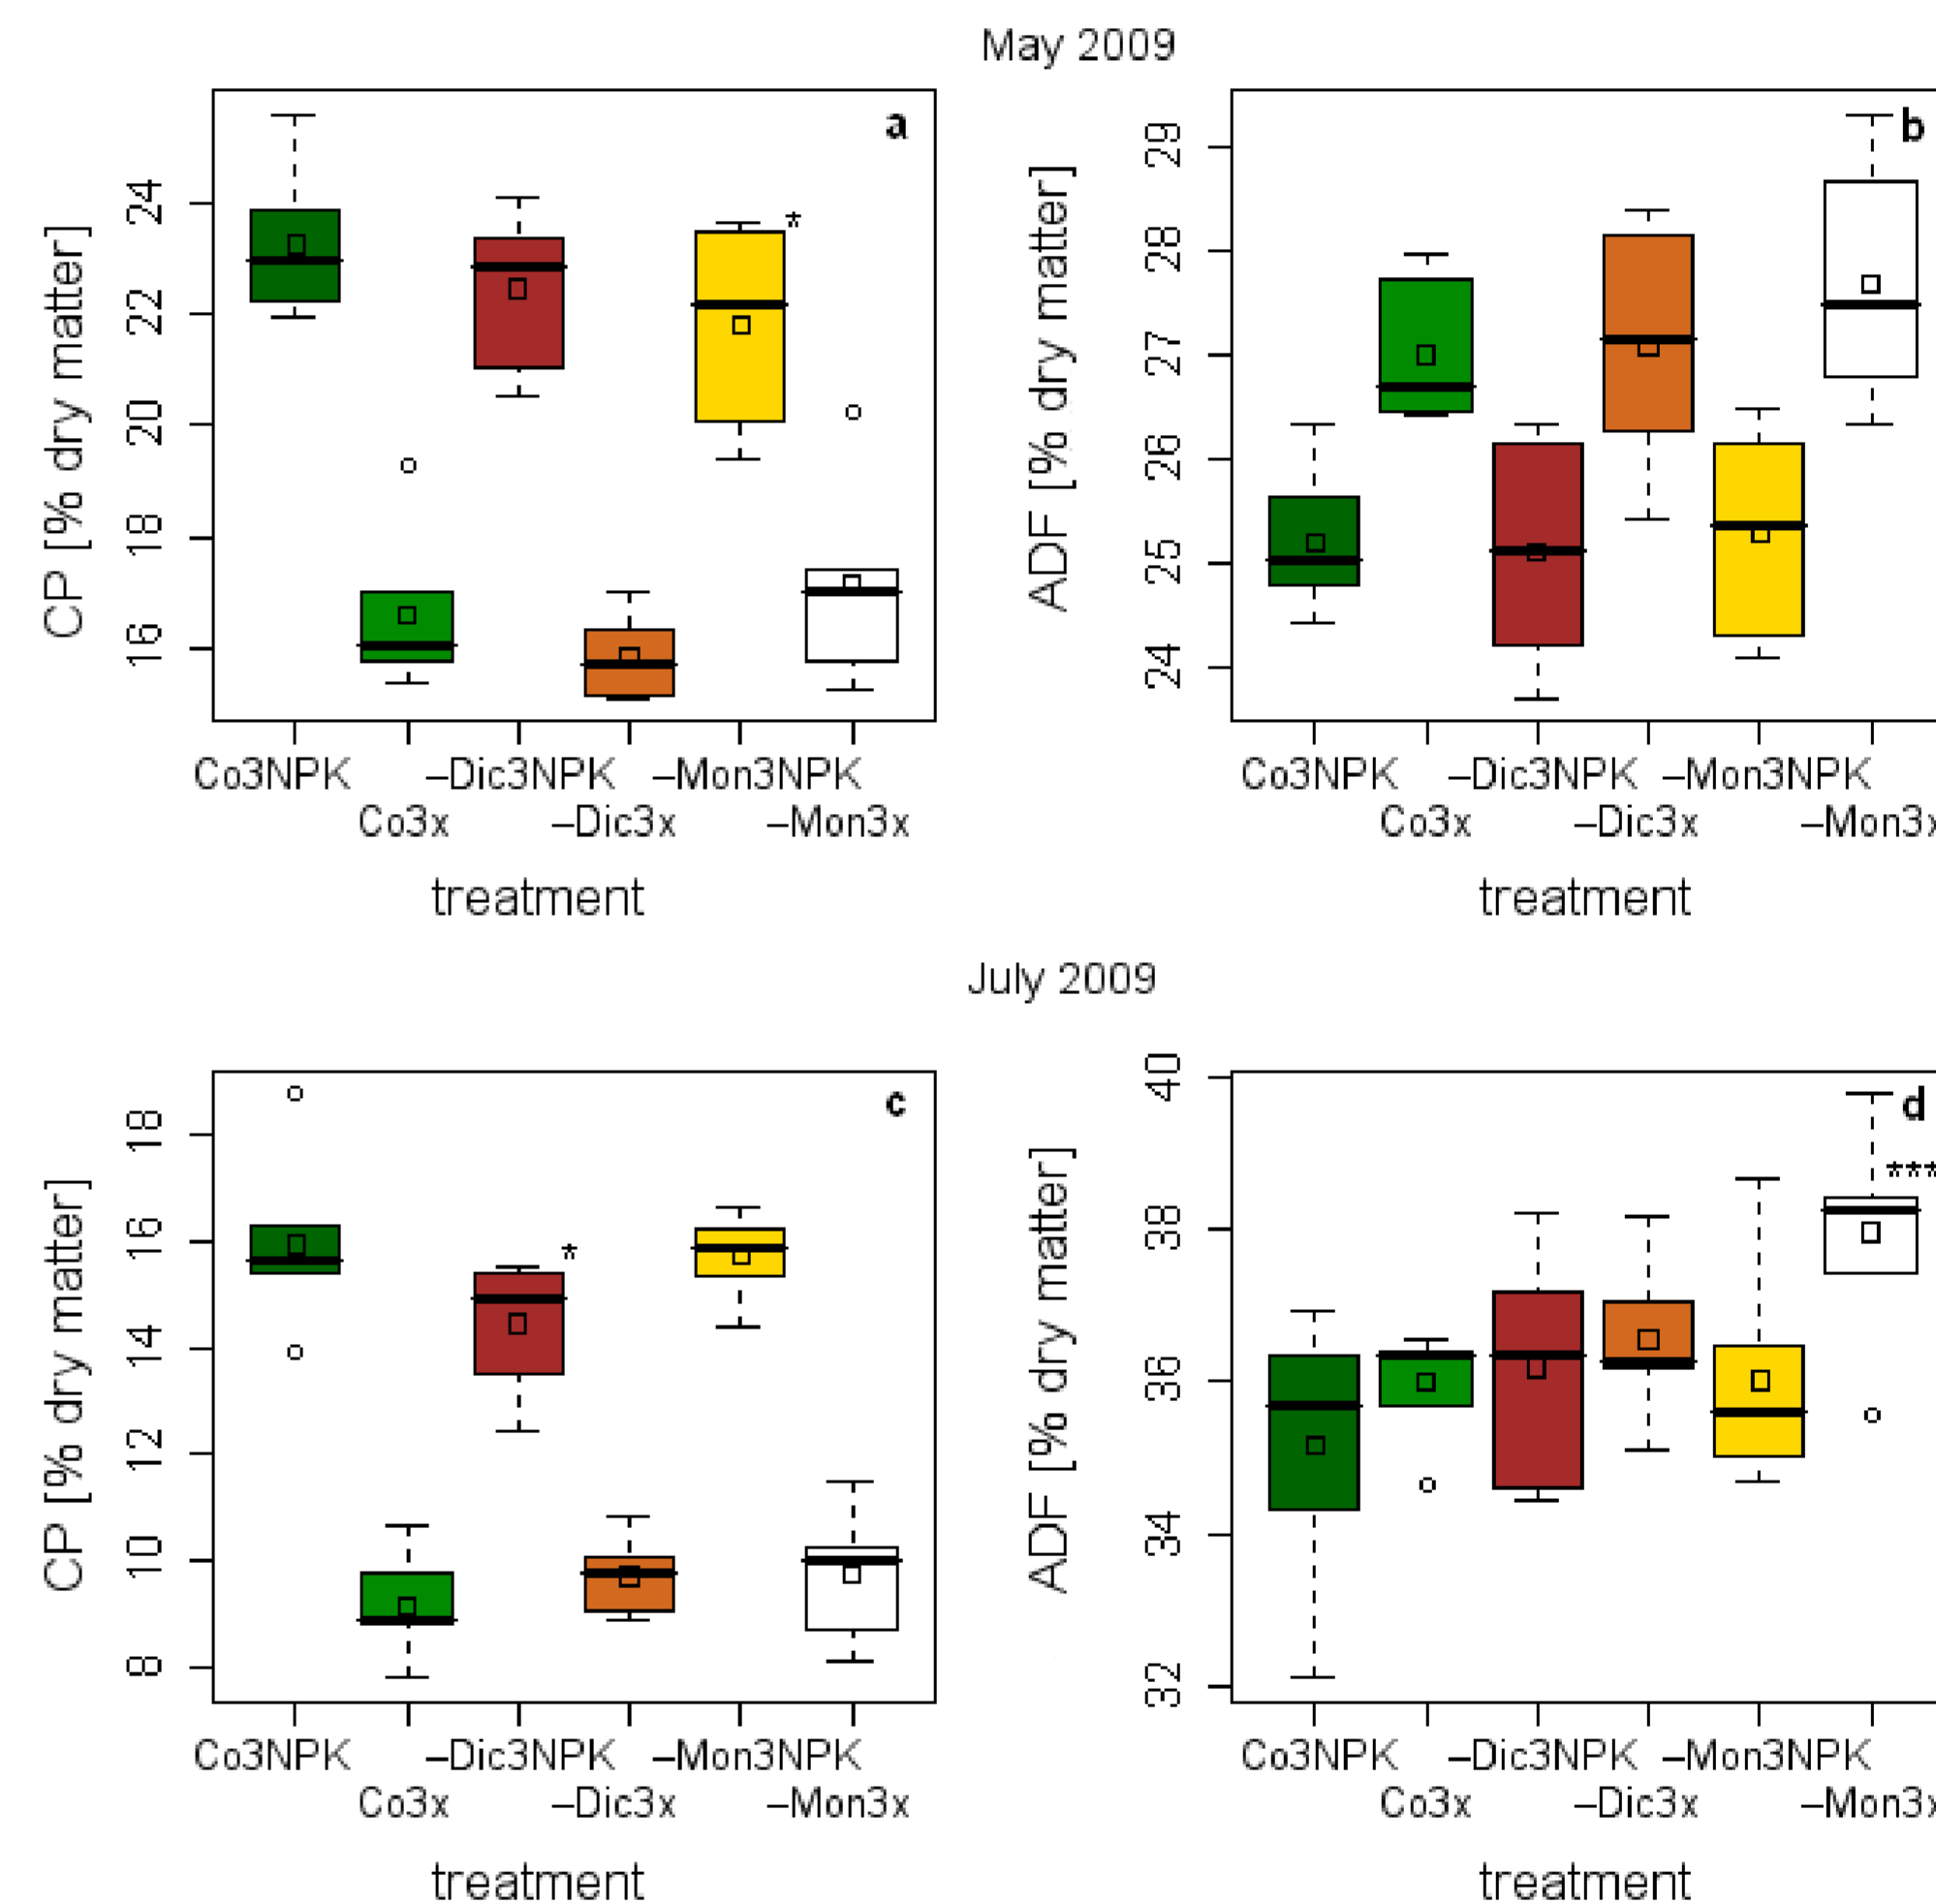 May 2009
a
CP [% dry matter]
24
22
20
18
16
*
Co3NPK –Dic3NPK –Mon3NPK
Co3x –Dic3x –Mon3x
treatment
b
ADF [% dry matter]
29
28
27
26
25
24
Co3NPK –Dic3NPK –Mon3NPK
Co3x –Dic3x –Mon3x
treatment
July 2009
c
CP [% dry matter]
18
16
14
12
10
8
*
Co3NPK –Dic3NPK –Mon3NPK
Co3x –Dic3x –Mon3x
treatment
d
ADF [% dry matter]
40
38
36
34
32
***
Co3NPK –Dic3NPK –Mon3NPK
Co3x –Dic3x –Mon3x
treatment